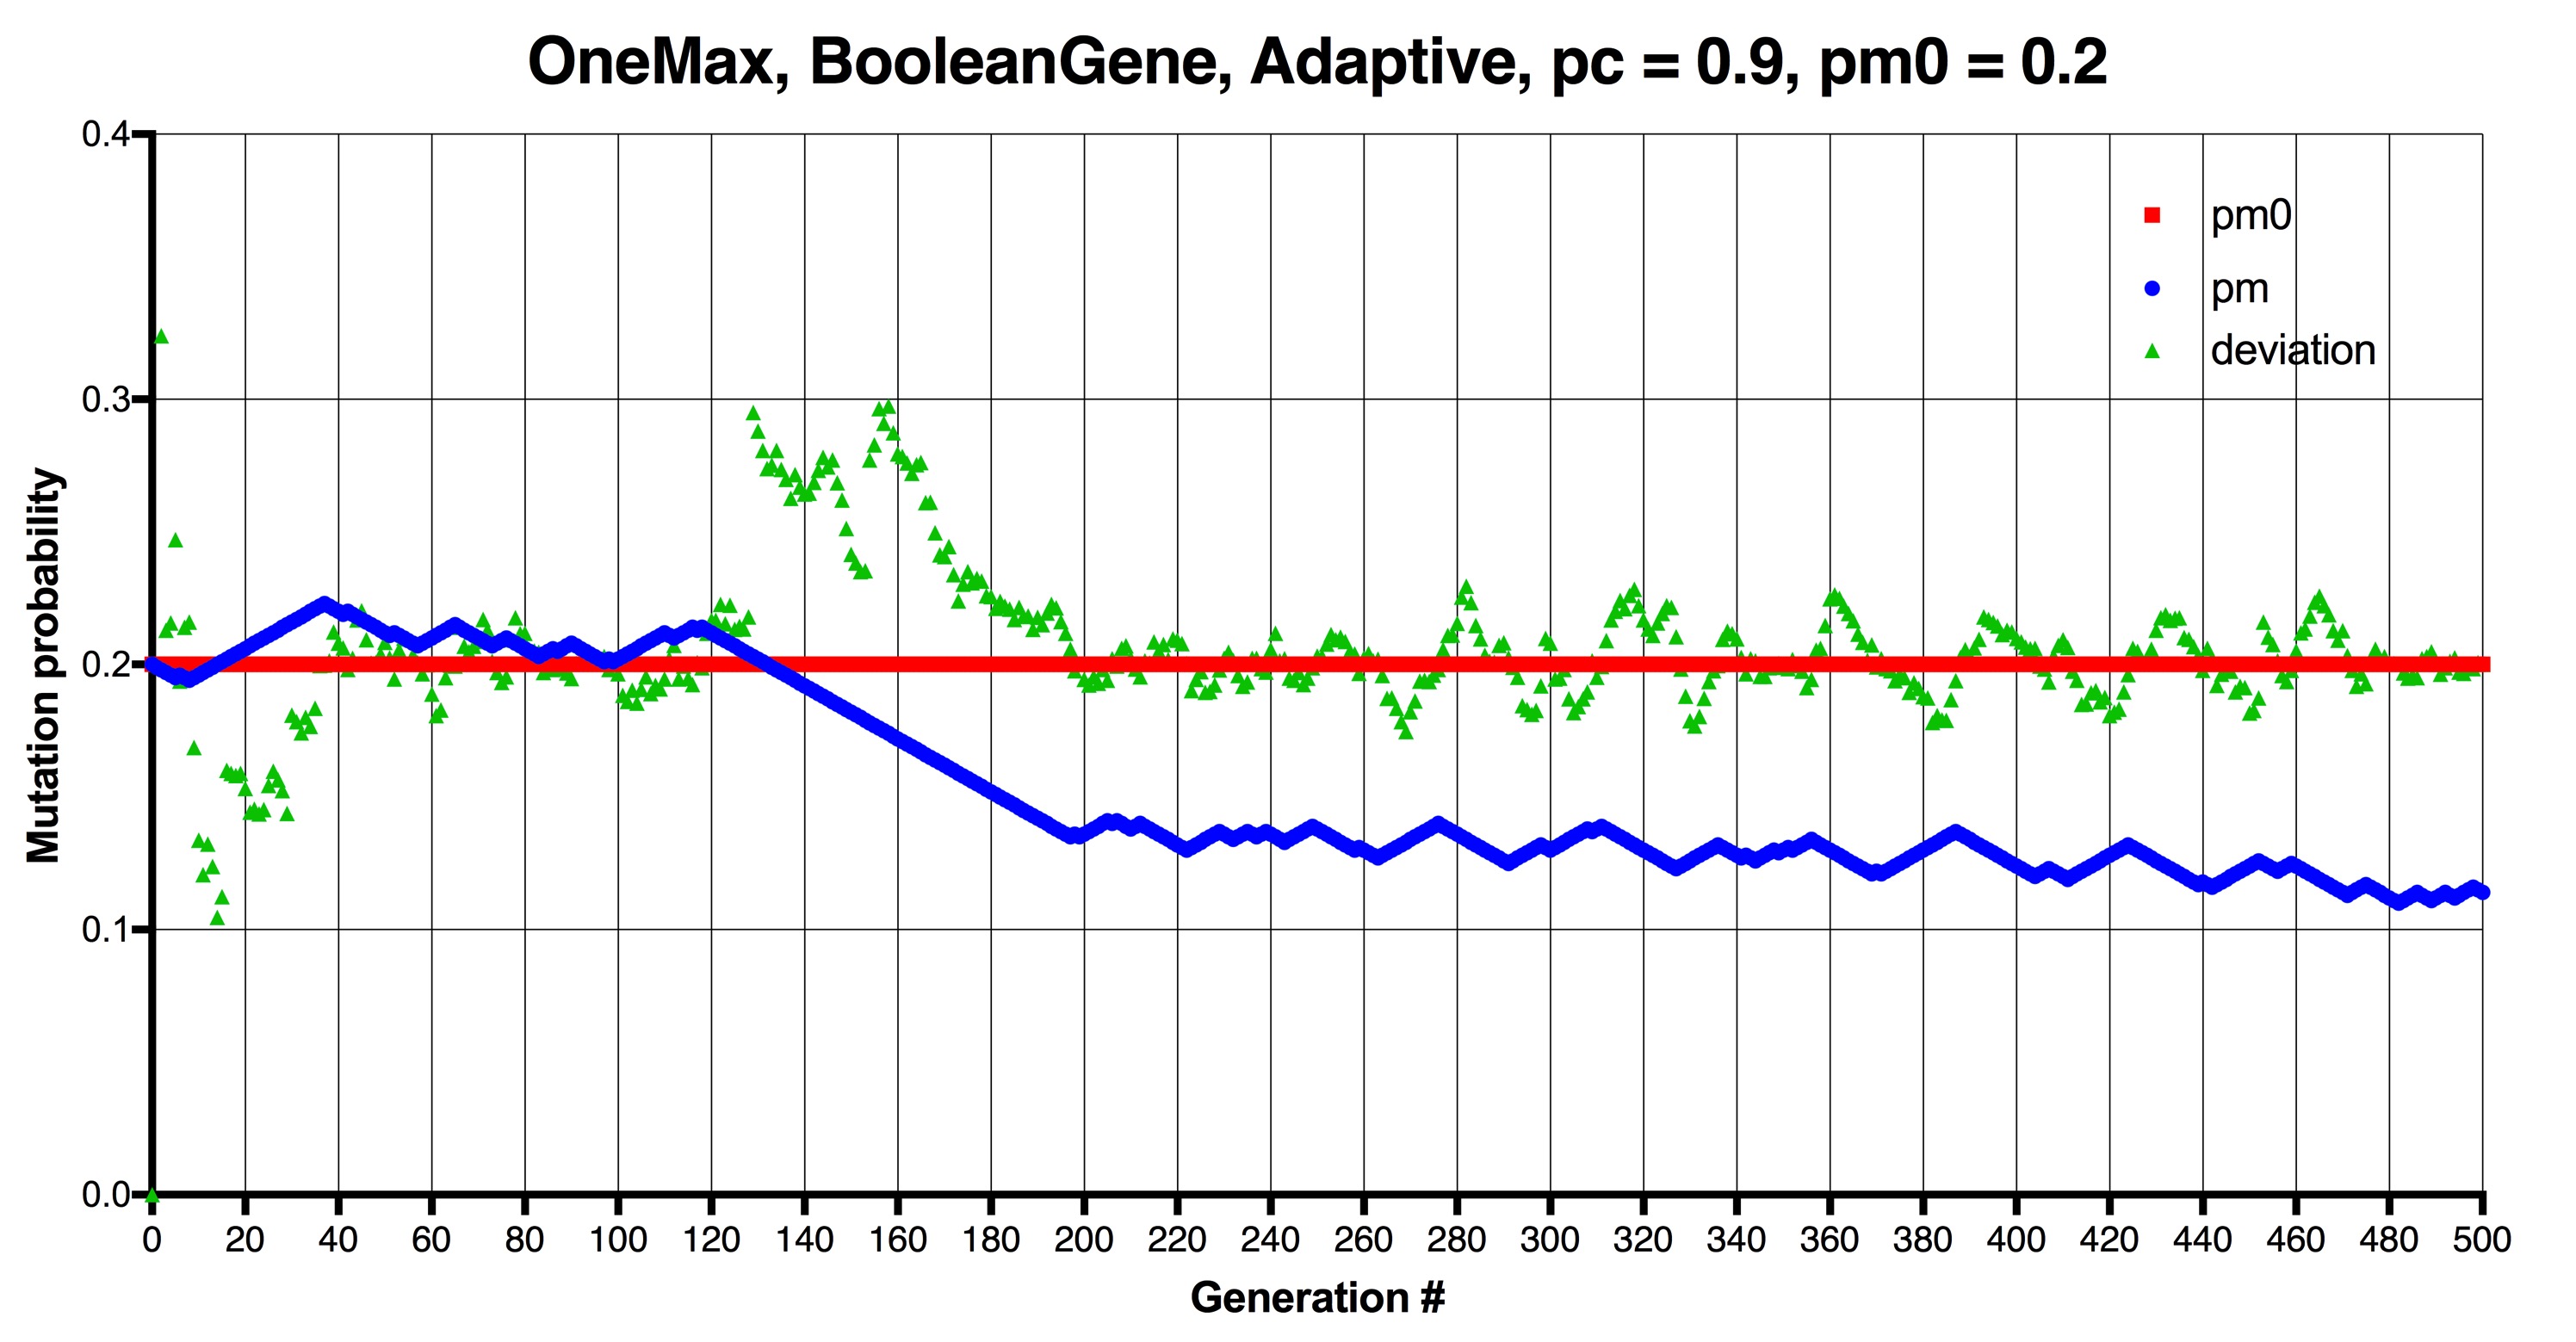 OneMax, BooleanGene, Adaptive, pc = 0.9, pm0 = 0.2
Mutation probability
0.4
0.3
0.2
0.1
0.0
pm0
pm
deviation
0 20 40 60 80 100 120 140 160 180 200 220 240 260 280 300 320 340 360 380 400 420 440 460 480 500
Generation #